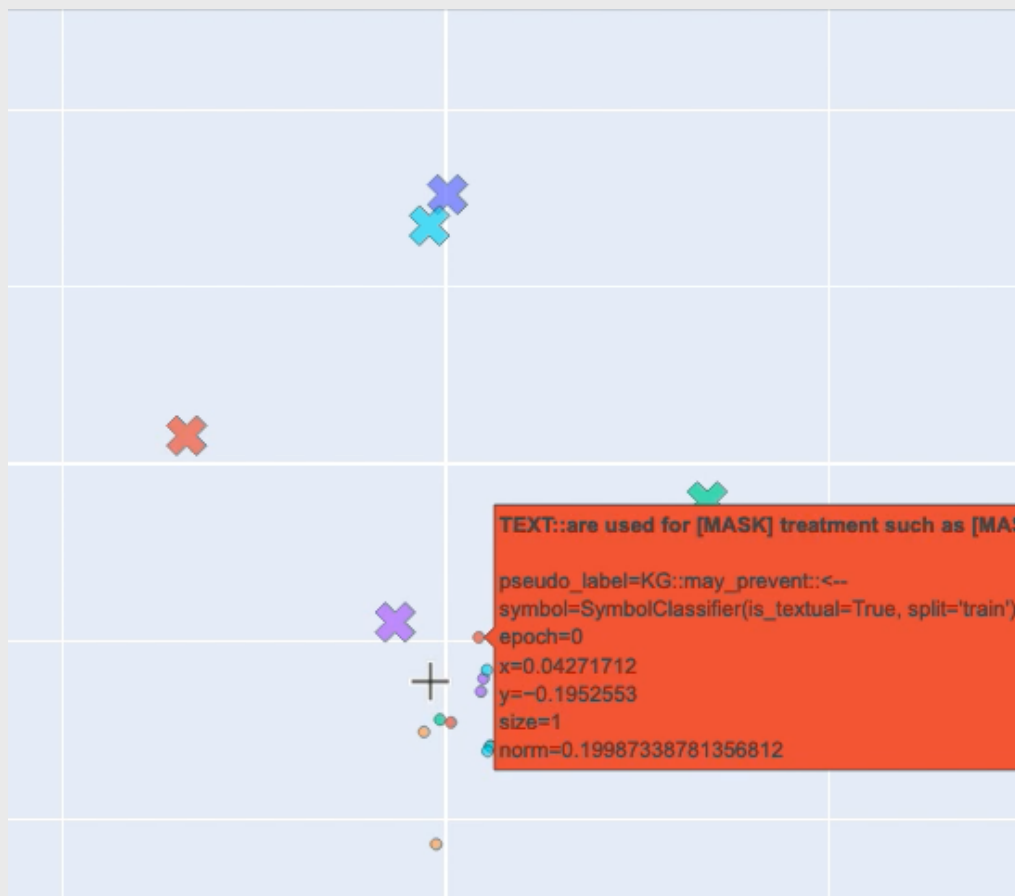 TEXT::are used for [MASK] treatment such as [MAS
pseudo_label=KG::may_prevent::<--
symbol=SymbolClassifier(is_textual=True, split='train')
epoch=0
x=0.04271712
y=−0.1952553
size=1
norm=0.19987338781356812